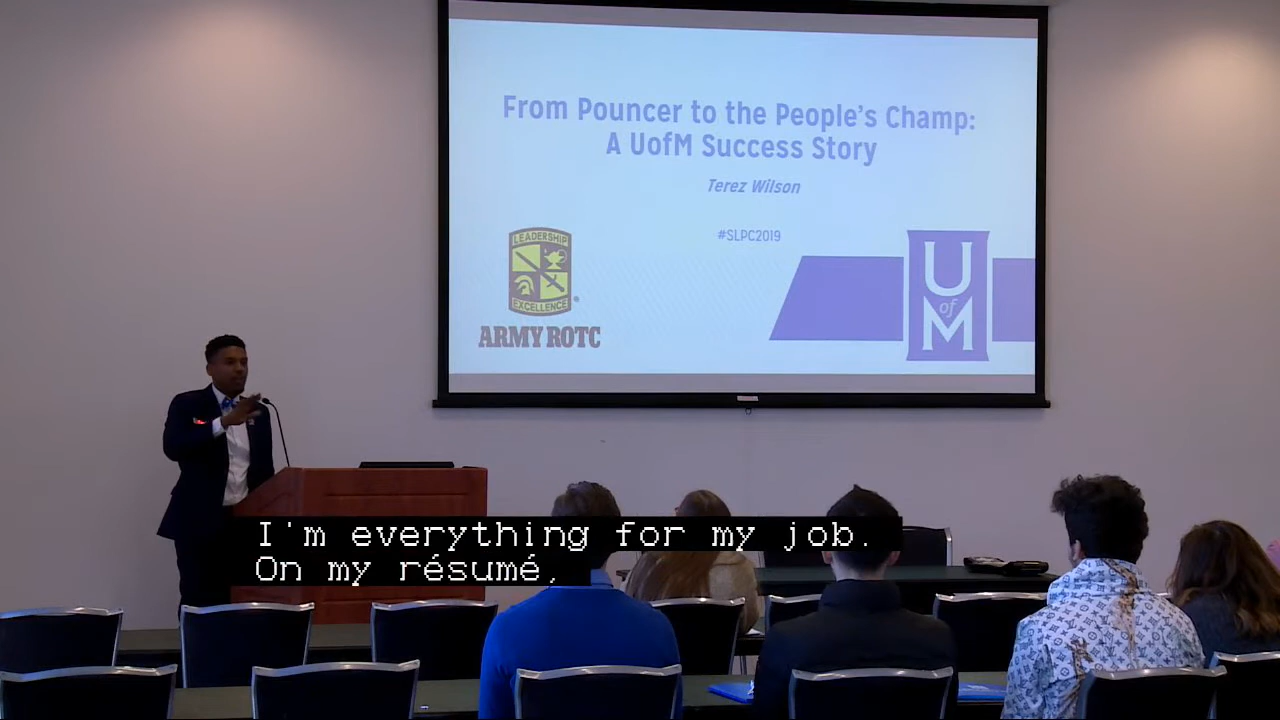 From Pouncer to the People's Champ:
A UofM Success Story
Terez Wilson
#SLPC2019
LEADERSHIP
EXCELLENCE
ARMY ROTC
U
of
M
I'm everything for my job.
On my résumé,